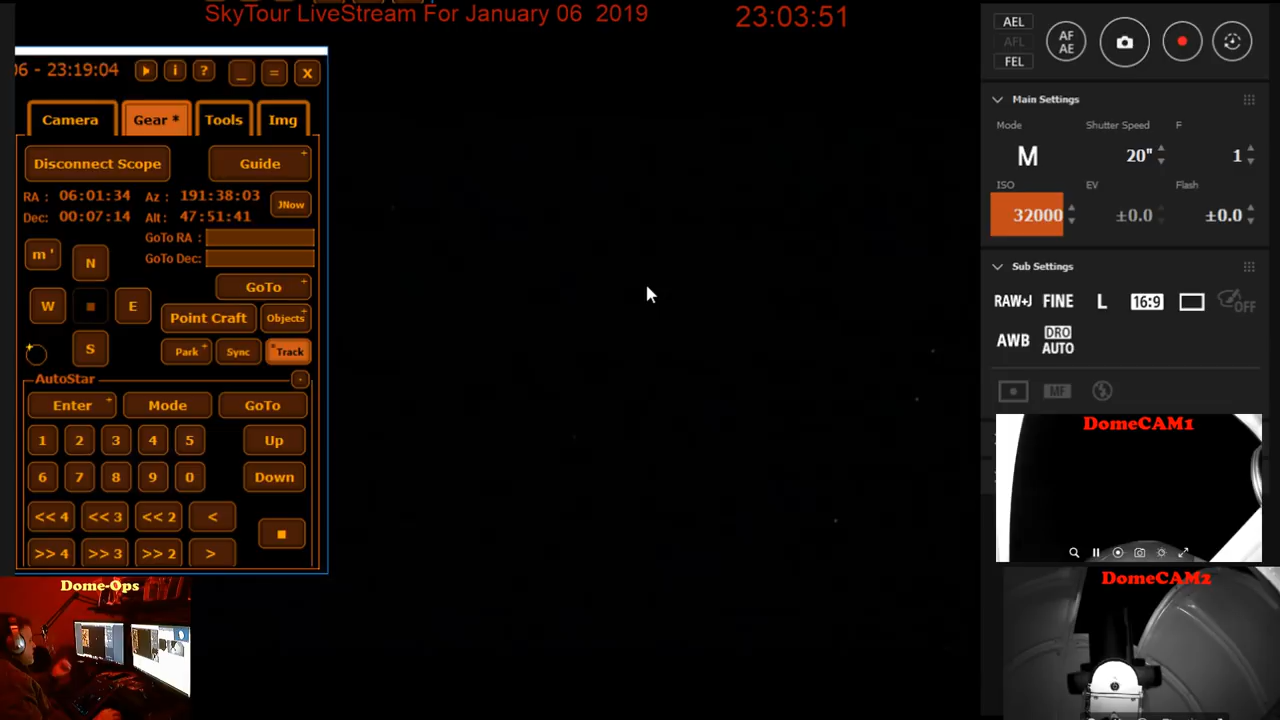 SkyTour LiveStream For January 06 2019
23:03:51
06 - 23:19:04 i ? _ = X
Camera Gear * Tools Img
Disconnect Scope Guide +
RA : 06:01:34 Az : 191:38:03
Dec: 00:07:14 Alt : 47:51:41
JNow
GoTo RA :
GoTo Dec:
m '
N
GoTo +
W E
Point Craft Objects +
S
Park + Sync *Track
AutoStar -
Enter + Mode GoTo
1 2 3 4 5 Up
6 7 8 9 0 Down
<< 4 << 3 << 2 <
>> 4 >> 3 >> 2 >
Dome-Ops
AEL
AFL
FEL
AF
AE
Main Settings
Mode Shutter Speed F
M 20" 1
ISO EV Flash
32000 ±0.0 ±0.0
Sub Settings
RAW+J FINE L 16:9 OFF
AWB DRO
AUTO
MF
DomeCAM1
DomeCAM2